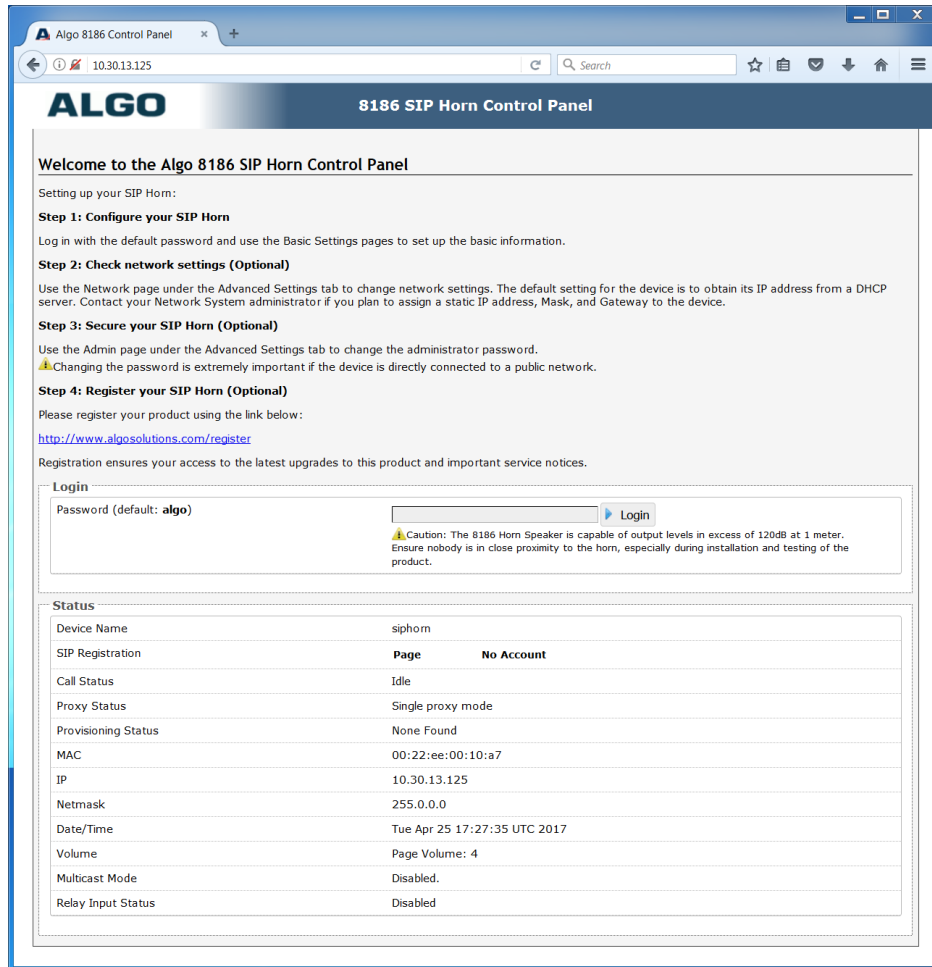 Algo 8186 Control Panel
10.30.13.125
Search
ALGO
8186 SIP Horn Control Panel
Welcome to the Algo 8186 SIP Horn Control Panel
Setting up your SIP Horn:
Step 1: Configure your SIP Horn
Log in with the default password and use the Basic Settings pages to set up the basic information.
Step 2: Check network settings (Optional)
Use the Network page under the Advanced Settings tab to change network settings. The default setting for the device is to obtain its IP address from a DHCP
server. Contact your Network System administrator if you plan to assign a static IP address, Mask, and Gateway to the device.
Step 3: Secure your SIP Horn (Optional)
Use the Admin page under the Advanced Settings tab to change the administrator password.
Changing the password is extremely important if the device is directly connected to a public network.
Step 4: Register your SIP Horn (Optional)
Please register your product using the link below:
http://www.algosolutions.com/register
Registration ensures your access to the latest upgrades to this product and important service notices.
Login
Password (default: algo)
Login
Caution: The 8186 Horn Speaker is capable of output levels in excess of 120dB at 1 meter.
Ensure nobody is in close proximity to the horn, especially during installation and testing of the
product.
Status
Device Name siphorn
SIP Registration Page No Account
Call Status Idle
Proxy Status Single proxy mode
Provisioning Status None Found
MAC 00:22:ee:00:10:a7
IP 10.30.13.125
Netmask 255.0.0.0
Date/Time Tue Apr 25 17:27:35 UTC 2017
Volume Page Volume: 4
Multicast Mode Disabled.
Relay Input Status Disabled